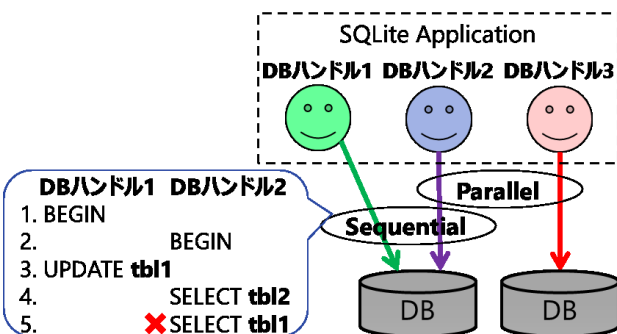 SQLite Application
DBハンドル1 DBハンドル2 DBハンドル3
Parallel
Sequential
DBハンドル1 DBハンドル2
1. BEGIN
2. BEGIN
3. UPDATE tbl1
4. SELECT tbl2
5. ❌SELECT tbl1
DB DB